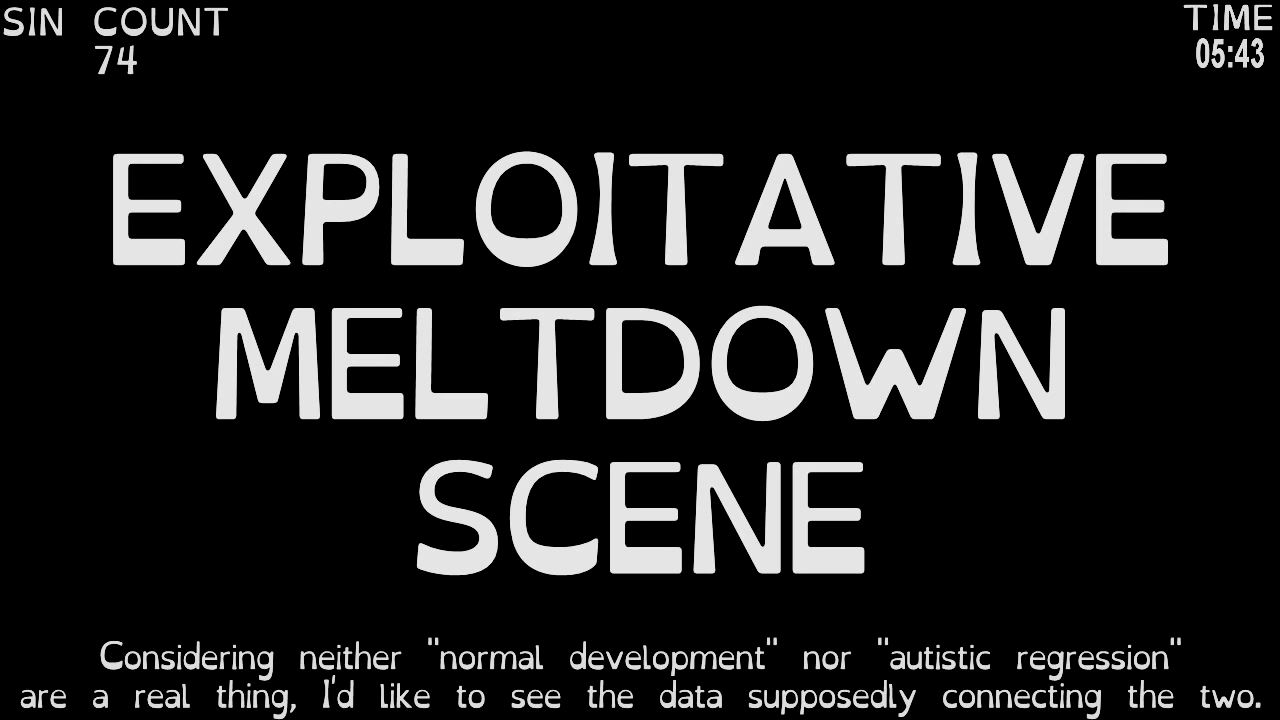 SIN COUNT
74
TIME
05:43
EXPLOITATIVE
MELTDOWN
SCENE
Considering neither "normal development" nor "autistic regression"
are a real thing, I'd like to see the data supposedly connecting the two.